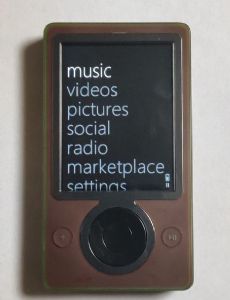 music
videos
pictures
social
radio
marketplace
settings